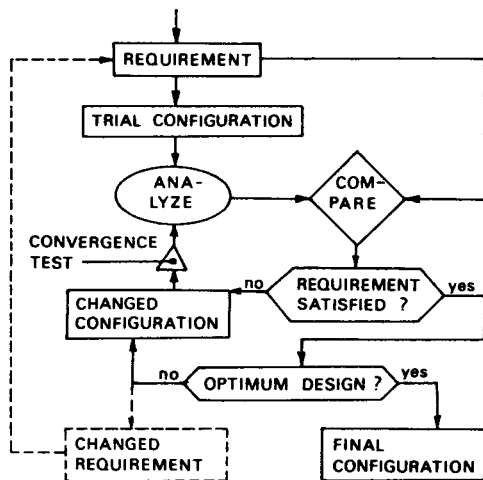 REQUIREMENT
TRIAL CONFIGURATION
ANA-
LYZE
COM-
PARE
CONVERGENCE
TEST
no
REQUIREMENT
SATISFIED ?
yes
CHANGED
CONFIGURATION
no
OPTIMUM DESIGN ?
yes
CHANGED
REQUIREMENT
FINAL
CONFIGURATION